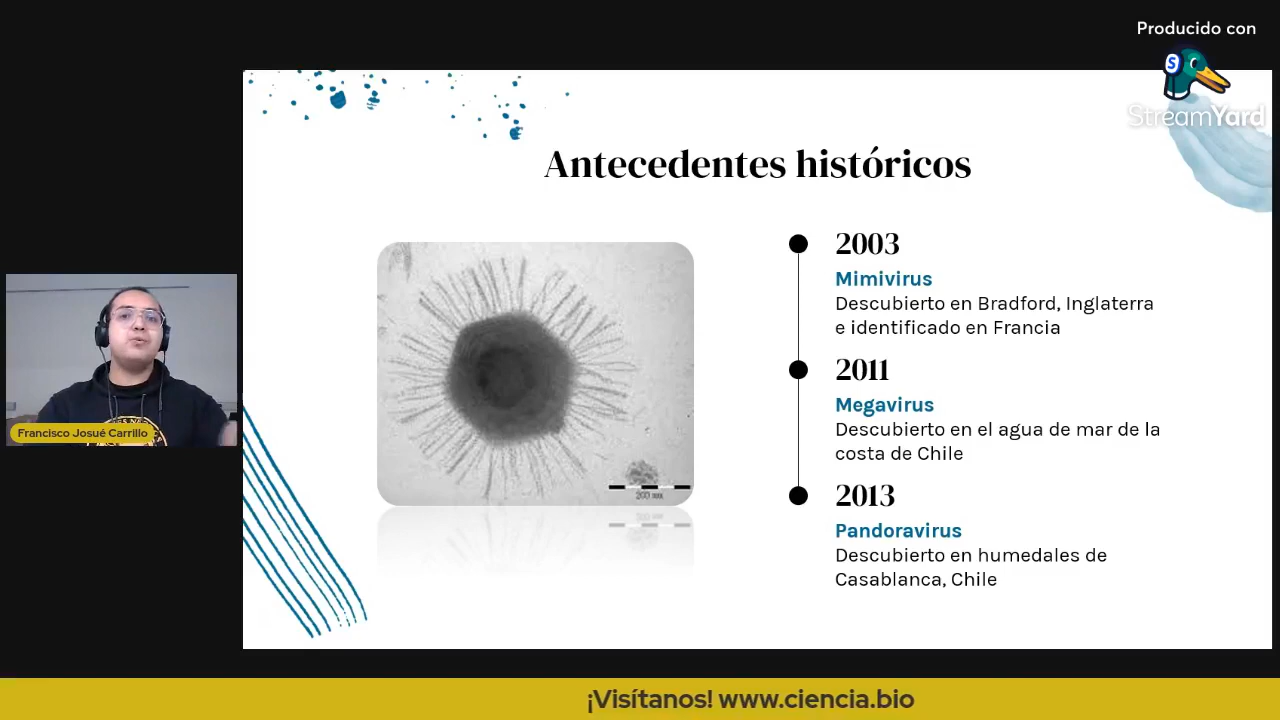 Producido con
StreamYard
Antecedentes históricos
2003
Mimivirus
Descubierto en Bradford, Inglaterra
e identificado en Francia
2011
Megavirus
Descubierto en el agua de mar de la
costa de Chile
2013
Pandoravirus
Descubierto en humedales de
Casablanca, Chile
200 nm
Francisco Josué Carrillo
¡Visítanos! www.ciencia.bio